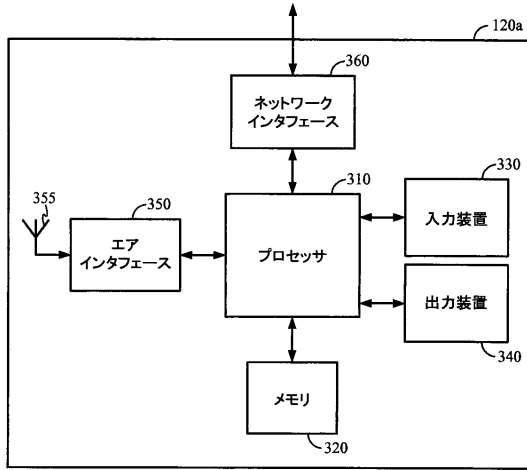 120a
360
ネットワーク
インタフェース
355
350
310
330
エア
インタフェース
プロセッサ
入力装置
出力装置
340
メモリ
320